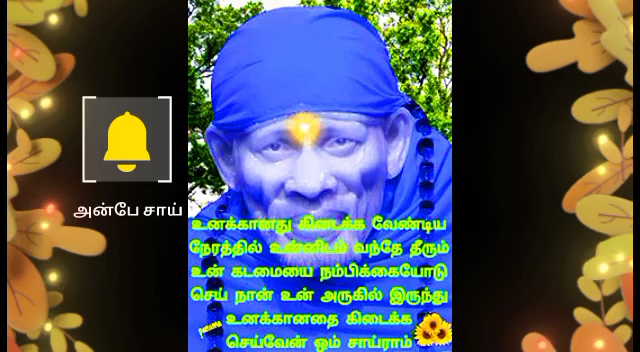 அன்பே சாய்
உனக்கானது கிடைக்க வேண்டிய
நேரத்தில் உன்னிடம் வந்தே தீரும்
உன் கடமையை நம்பிக்கையோடு
செய் நான் உன் அருகில் இருந்து
உனக்கானதை கிடைக்க
செய்வேன் ஓம் சாய்ராம்